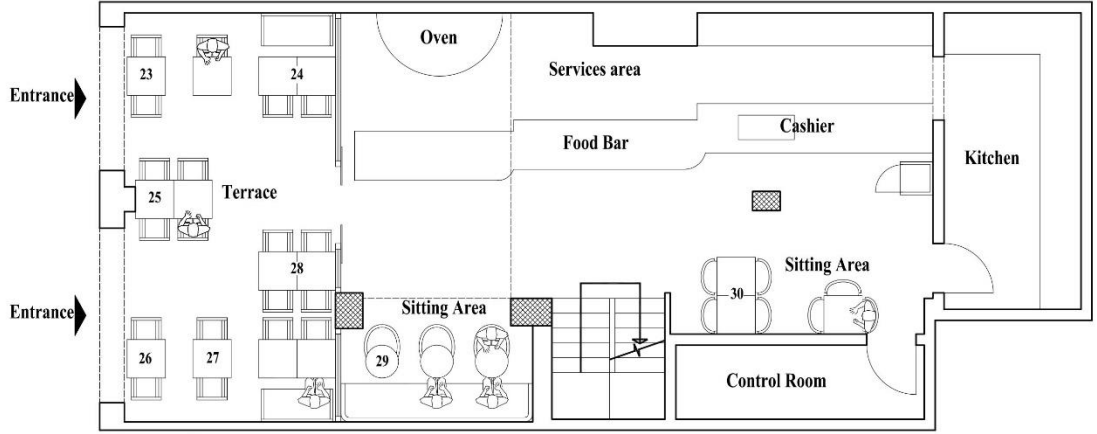 Oven
23
24
Services area
Entrance
Cashier
Food Bar
Kitchen
25
Terrace
28
Sitting Area
30
Entrance
Sitting Area
26
27
29
Control Room